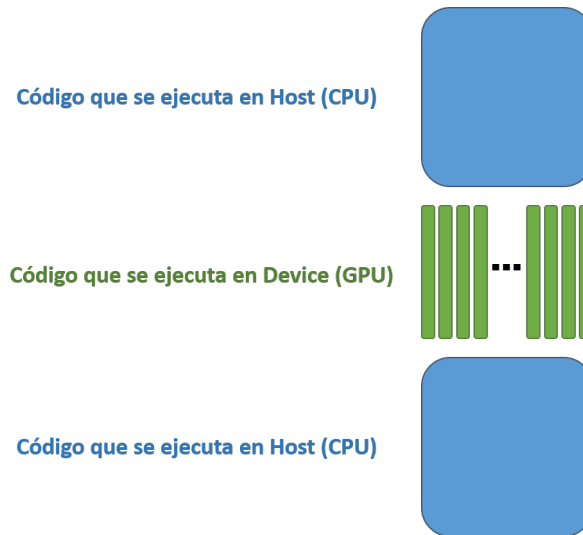 Código que se ejecuta en Host (CPU)
Código que se ejecuta en Device (GPU)
...
Código que se ejecuta en Host (CPU)